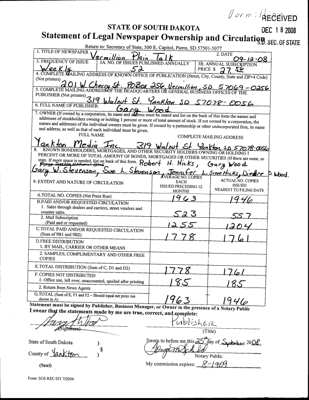 Vermill
RECEIVED
DEC 18 2008
S.D. SEC. OF STATE
STATE OF SOUTH DAKOTA
Statement of Legal Newspaper Ownership and Circulation
Return to: Secretary of State, 500 E. Capitol, Pierre, SD 57501-5077
1. TITLE OF NEWSPAPER
Vermillion Plain Talk
2. DATE
09-12-08
3. FREQUENCY OF ISSUE
Weekly
3A. NO. OF ISSUES PUBLISHED ANNUALLY
52
3B. ANNUAL SUBSCRIPTION
PRICE $ 27
4. COMPLETE MAILING ADDRESS OF KNOWN OFFICE OF PUBLICATION (Street, City, County, State and ZIP+4 Code)
(Not printer)
201 W Cherry St. PO Box 256 Vermillion, SD 57069-0256
5. COMPLETE MAILING ADDRESS OF THE HEADQUARTERS OR GENERAL BUSINESS OFFICES OF THE
PUBLISHER (Not printer)
319 Walnut St Yankton SD 57078-0056
6. FULL NAME OF PUBLISHER:
Gary Wood
7. OWNER (If owned by a corporation, its name and address must be stated and list on the back of this form the names and
addresses of stockholders owning or holding 1 percent or more of total amount of stock. If not owned by a corporation, the
names and addresses of the individual owners must be given. If owned by a partnership or other unincorporated firm, its name
and address, as well as that of each individual must be given.
FULL NAME
COMPLETE MAILING ADDRESS
Yankton Media Inc.
319 Walnut St Yankton SD 57078-0056
8. KNOWN BONDHOLDERS, MORTGAGES, AND OTHER SECURITY HOLDERS OWNING OR HOLDING 1
PERCENT OR MORE OF TOTAL AMOUNT OF BONDS, MORTGAGES OR OTHER SECURITIES (If there are none, so
state. If more space is needed, list on back of this form.
Robert H. Hicks, Gary Wood
Gary W Stevenson, Sue L. Stevenson, Jennifer L. Wood
9. EXTENT AND NATURE OF CIRCULATION
AVERAGE NO. COPIES
EACH
ISSUED PRECEDING 12
MONTHS
ACTUAL NO. COPIES
ISSUED
NEAREST TO FILING DATE
A. TOTAL NO. COPIES (Net Press Run)
1963
1946
B. PAID AND/OR REQUESTED CIRCULATION
1. Sales through dealers and carriers, street vendors and
counter sales.
523
557
2. Mail Subscription
(Paid and or requested)
1255
1204
C. TOTAL PAID AND/OR REQUESTED CIRCULATION
(Sum of 9B1 and 9B2)
1778
1761
D. FREE DISTRIBUTION
1. BY MAIL, CARRIER OR OTHER MEANS
2. SAMPLES, COMPLIMENTARY AND OTHER FREE
COPIES
E. TOTAL DISTRIBUTION (Sum of C, D1 and D2)
1778
1761
F. COPIES NOT DISTRIBUTED
1. Office use, left over, unaccounted, spoiled after printing
185
185
2. Return from News Agents
G. TOTAL (Sum of E, F1 and F2 - Should equal net press run
shown in A)
1963
1946
Statement must be signed by Publisher, Business Manager, or Owner in the presence of a Notary Public
I swear that the statements made by me are true, correct, and complete:
Publisher
(Signature)
(Title)
State of South Dakota )
County of Yankton )
Sworn to before me this 25 day of September 2008.
Notary Public
(Seal)
My commission expires:
Form: SOS REC 051 7/2004